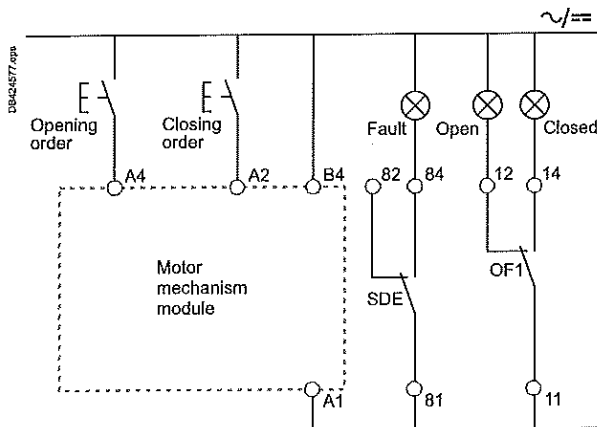 ∿/==
DB424577.eps
Opening
order
Closing
order
Fault
Open
Closed
A4
A2
B4
82
84
12
14
Motor
mechanism
module
SDE
OF1
A1
81
11